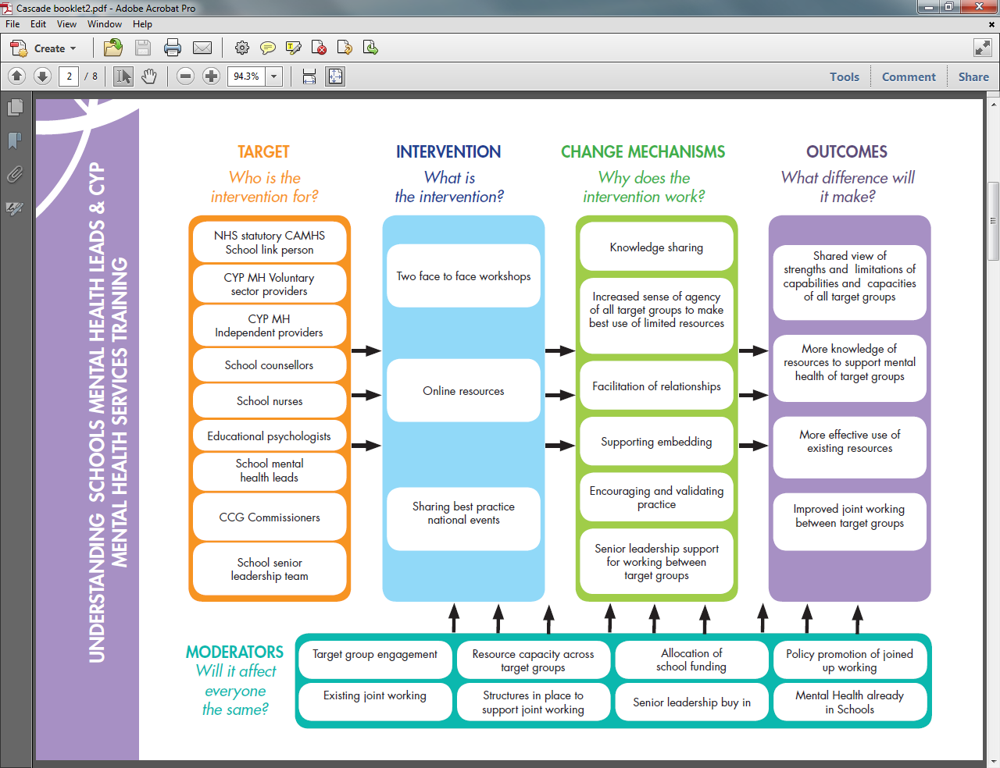 Cascade booklet2.pdf - Adobe Acrobat Pro
File Edit View Window Help
Create
2 / 8 94.3% Tools Comment Share
UNDERSTANDING SCHOOLS MENTAL HEALTH LEADS & CYP
MENTAL HEALTH SERVICES TRAINING
TARGET
Who is the
intervention for?
NHS statutory CAMHS
School link person
CYP MH Voluntary
sector providers
CYP MH
Independent providers
School counsellors
School nurses
Educational psychologists
School mental
health leads
CCG Commissioners
School senior
leadership team
INTERVENTION
What is
the intervention?
Two face to face workshops
Online resources
Sharing best practice
national events
CHANGE MECHANISMS
Why does the
intervention work?
Knowledge sharing
Increased sense of agency
of all target groups to make
best use of limited resources
Facilitation of relationships
Supporting embedding
Encouraging and validating
practice
Senior leadership support
for working between
target groups
OUTCOMES
What difference will
it make?
Shared view of
strengths and limitations of
capabilities and capacities
of all target groups
More knowledge of
resources to support mental
health of target groups
More effective use of
existing resources
Improved joint working
between target groups
MODERATORS
Will it affect
everyone
the same?
Target group engagement
Resource capacity across
target groups
Allocation of
school funding
Policy promotion of joined
up working
Existing joint working
Structures in place to
support joint working
Senior leadership buy in
Mental Health already
in Schools